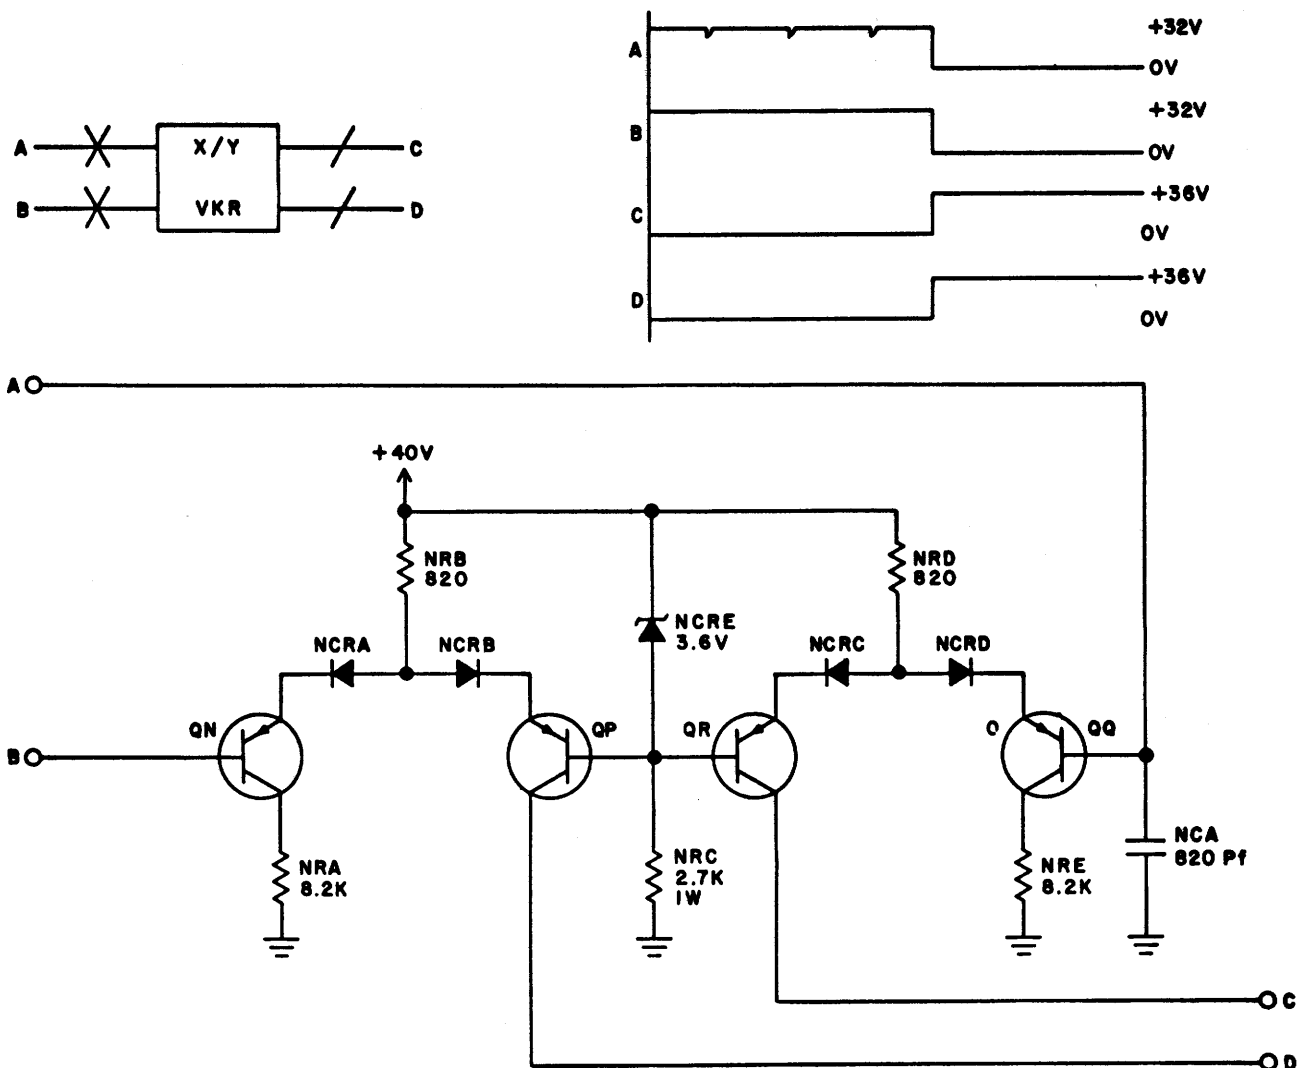 A X/Y C
B VKR D
A +32V
0V
B +32V
0V
C +36V
0V
D +36V
0V
A
+40V
NRB
820
NRD
820
NCRE
3.6V
NCRA NCRB
NCRC NCRD
B QN QP QR O QQ
NRA
8.2K
NRC
2.7K
1W
NRE
8.2K
NCA
820 Pf
C
D